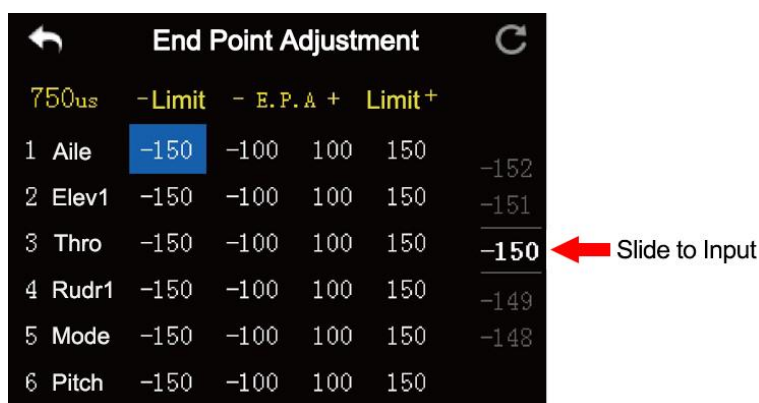 End Point Adjustment
750us -Limit - E.P.A + Limit+
1 Aile -150 -100 100 150
-152
2 Elev1 -150 -100 100 150
-151
3 Thro -150 -100 100 150
-150 Slide to Input
4 Rudr1 -150 -100 100 150
-149
5 Mode -150 -100 100 150
-148
6 Pitch -150 -100 100 150